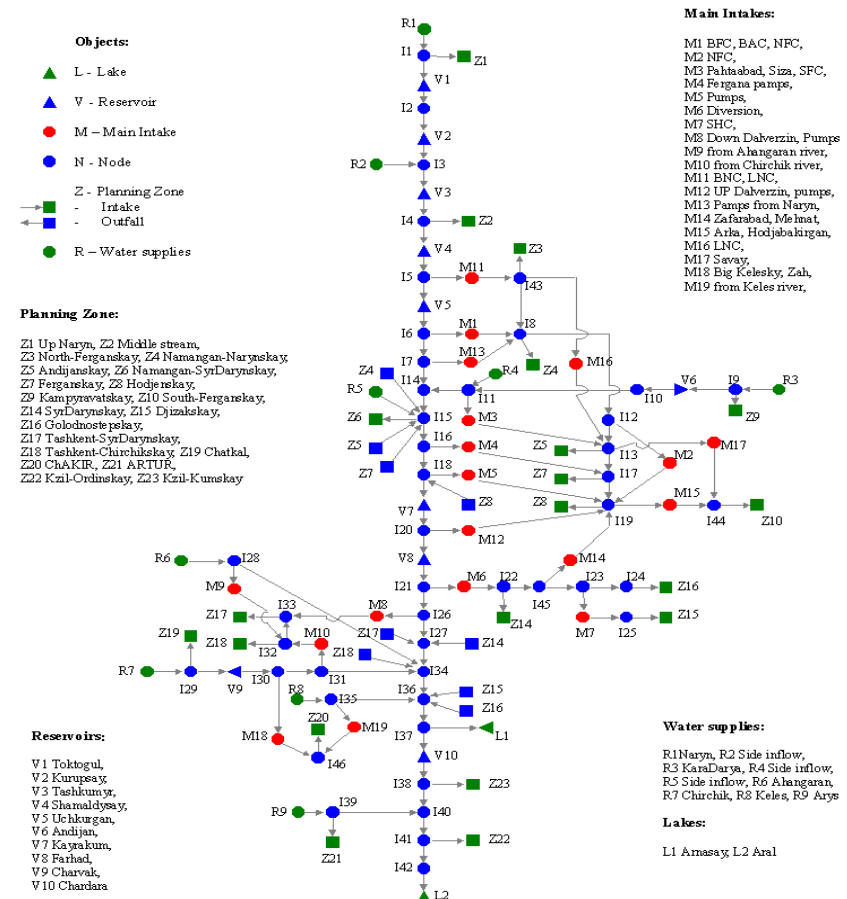 Objects:
L - Lake
V - Reservoir
M – Main Intake
N - Node
Z - Planning Zone
- Intake
- Outfall
R – Water supplies
Planning Zone:
Z1 Up Naryn, Z2 Middle stream,
Z3 North-Ferganskay, Z4 Namangan-Narynskay,
Z5 Andijanskay, Z6 Namangan-SyrDarynskay,
Z7 Ferganskay, Z8 Hodjenskay,
Z9 Kampyravatskay, Z10 South-Ferganskay,
Z14 SyrDarynskay, Z15 Djizakskay,
Z16 Golodnostepskay,
Z17 Tashkent-SyrDarynskay,
Z18 Tashkent-Chirchikskay, Z19 Chatkal,
Z20 ChAKIR, Z21 ARTUR,
Z22 Kzil-Ordinskay, Z23 Kzil-Kumskay
Main Intakes:
M1 BFC, BAC, NFC,
M2 NFC,
M3 Pahtaabad, Siza, SFC,
M4 Fergana pamps,
M5 Pumps,
M6 Diversion,
M7 SHC,
M8 Down Dalverzin, Pumps
M9 from Ahangaran river,
M10 from Chirchik river,
M11 BNC, LNC,
M12 UP Dalverzin, pumps,
M13 Pamps from Naryn,
M14 Zafarabad, Mehnat,
M15 Arka, Hodjabakirgan,
M16 LNC,
M17 Savay,
M18 Big Kelesky, Zah,
M19 from Keles river,
R1
I1
Z1
V1
I2
V2
R2
I3
V3
I4
Z2
V4
Z3
I5
M11
I43
V5
I6
M1
I8
I7
M13
Z4
M16
Z4
R5
I14
R4
I11
I10
V6
I9
R3
Z9
Z6
I15
M3
I12
Z5
I16
M4
Z5
I13
M17
M2
Z7
I18
M5
Z7
I17
V7
Z8
Z8
I19
M15
I44
Z10
I20
M12
V8
M14
R6
I28
I21
M6
I22
I45
I23
I24
Z16
M9
Z17
I33
M8
I26
Z14
M7
I25
Z15
Z19
Z18
I32
M10
Z17
Z18
I27
Z14
R7
I29
V9
I30
I31
I34
R8
I35
I36
Z15
Z16
M18
Z20
M19
I37
L1
I46
V10
I38
Z23
R9
I39
I40
Z21
I41
Z22
I42
L2
Reservoirs:
V1 Toktogul,
V2 Kurupsay,
V3 Tashkumyr,
V4 Shamaldysay,
V5 Uchkurgan,
V6 Andijan,
V7 Kayrakum,
V8 Farhad,
V9 Charvak,
V10 Chardara
Water supplies:
R1Naryn, R2 Side inflow,
R3 KaraDarya, R4 Side inflow,
R5 Side inflow, R6 Ahangaran,
R7 Chirchik, R8 Keles, R9 Arys
Lakes:
L1 Arnasay, L2 Aral